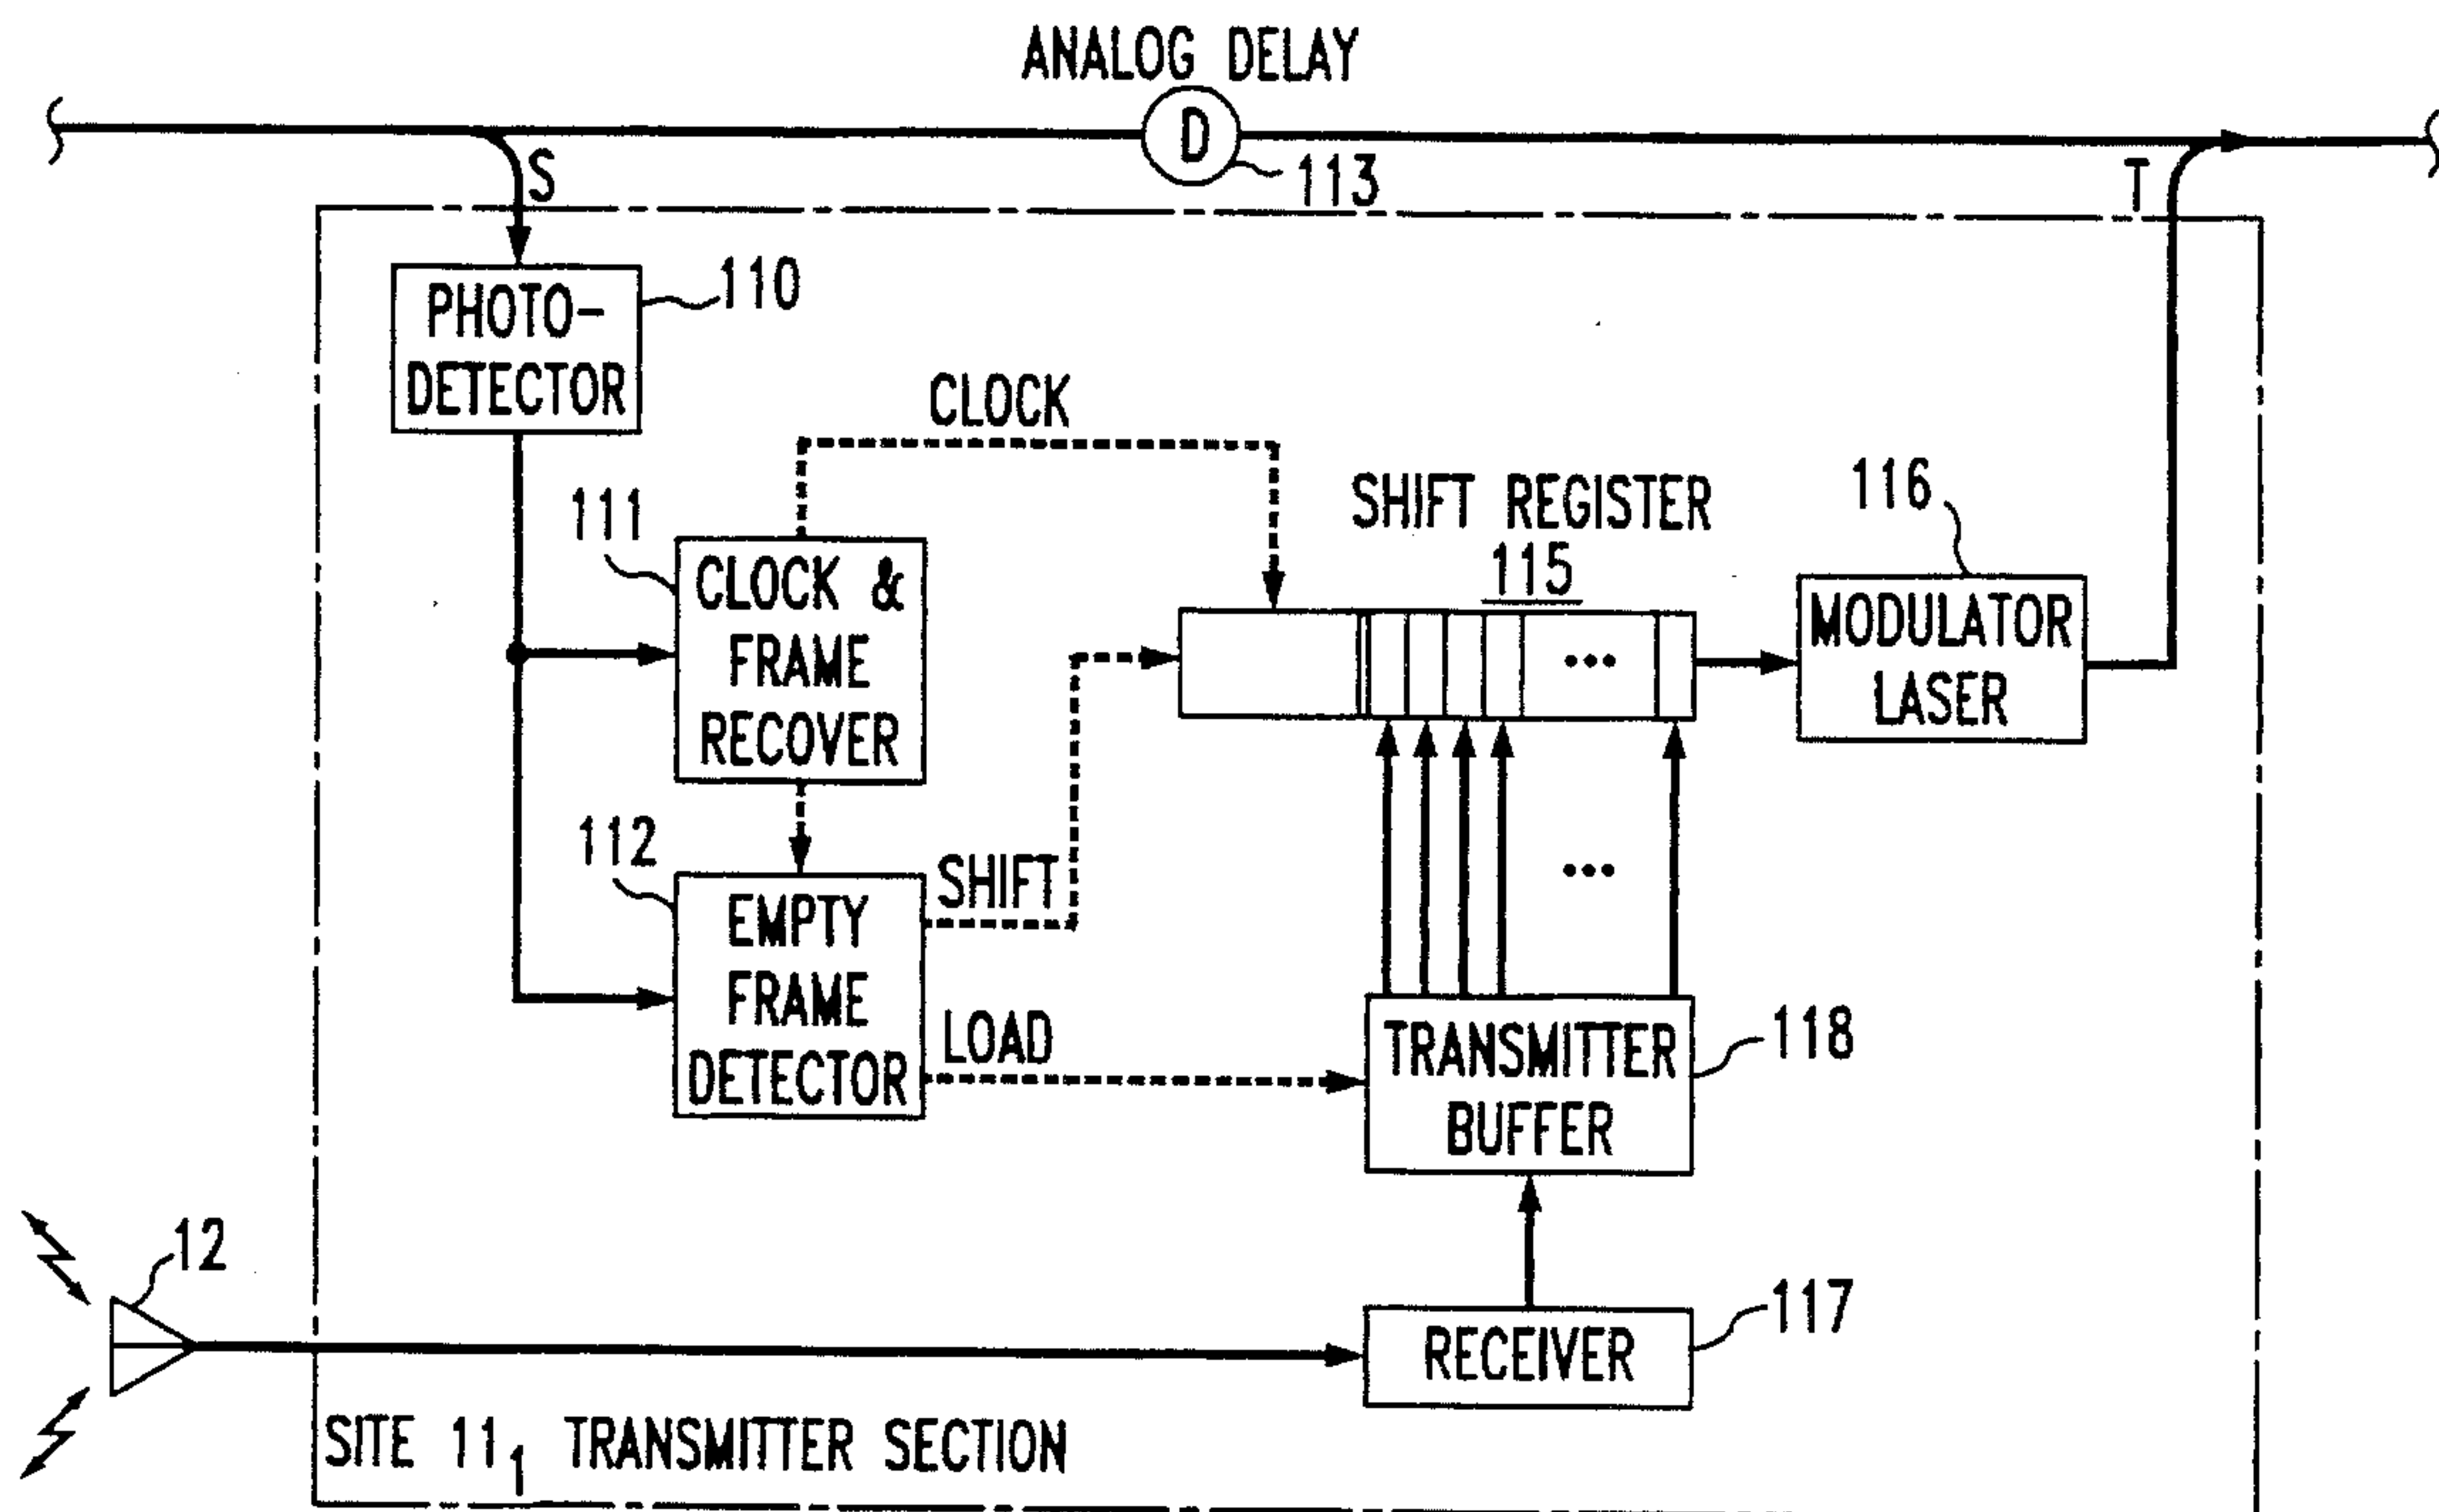 ANALOG DELAY
D
113
S
T
PHOTO-
DETECTOR
110
CLOCK
111
CLOCK &
FRAME
RECOVER
SHIFT REGISTER
115
•••
116
MODULATOR
LASER
112
EMPTY
FRAME
DETECTOR
SHIFT
LOAD
•••
TRANSMITTER
BUFFER
118
12
RECEIVER
117
SITE 11₁ TRANSMITTER SECTION